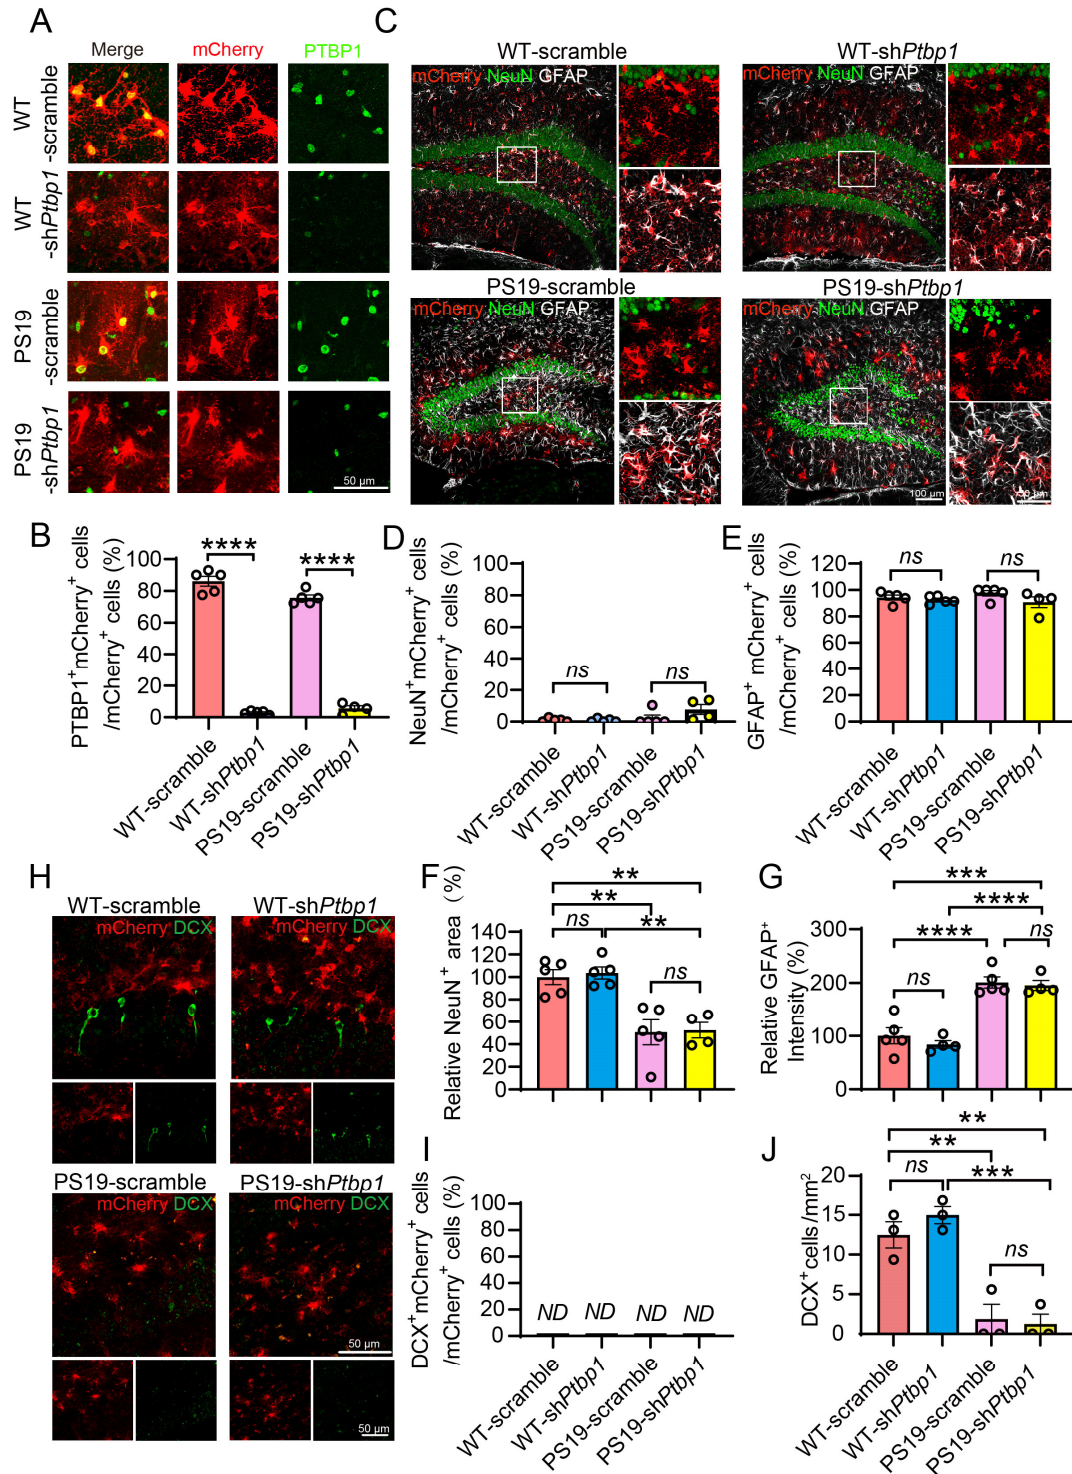 A
Merge mCherry PTBP1
WT
-scramble
WT
-shPtbp1
PS19
-scramble
PS19
-shPtbp1
50 µm
C
WT-scramble WT-shPtbp1
mCherry NeuN GFAP mCherry NeuN GFAP
PS19-scramble PS19-shPtbp1
mCherry NeuN GFAP mCherry NeuN GFAP
100 µm
B
PTBP1⁺mCherry⁺ cells
/mCherry⁺ cells (%)
100
80
60
40
20
0
**** ****
WT-scramble
WT-shPtbp1
PS19-scramble
PS19-shPtbp1
D
NeuN⁺mCherry⁺ cells
/mCherry⁺ cells (%)
100
80
60
40
20
0
ns ns
WT-scramble
WT-shPtbp1
PS19-scramble
PS19-shPtbp1
E
GFAP⁺ mCherry⁺ cells
/mCherry⁺ cells (%)
120
100
80
60
40
20
0
ns ns
WT-scramble
WT-shPtbp1
PS19-scramble
PS19-shPtbp1
H
WT-scramble WT-shPtbp1
mCherry DCX mCherry DCX
PS19-scramble PS19-shPtbp1
mCherry DCX mCherry DCX
50 µm
50 µm
F
Relative NeuN⁺ area (%)
140
120
100
80
60
40
20
0
**
**
ns **
ns
G
Relative GFAP⁺
Intensity (%)
300
200
100
0
***
****
**** ns
ns
I
DCX⁺mCherry⁺ cells
/mCherry⁺ cells (%)
100
80
60
40
20
0
ND ND ND ND
WT-scramble
WT-shPtbp1
PS19-scramble
PS19-shPtbp1
J
DCX⁺cells/mm²
20
15
10
5
0
**
**
ns ***
ns
WT-scramble
WT-shPtbp1
PS19-scramble
PS19-shPtbp1